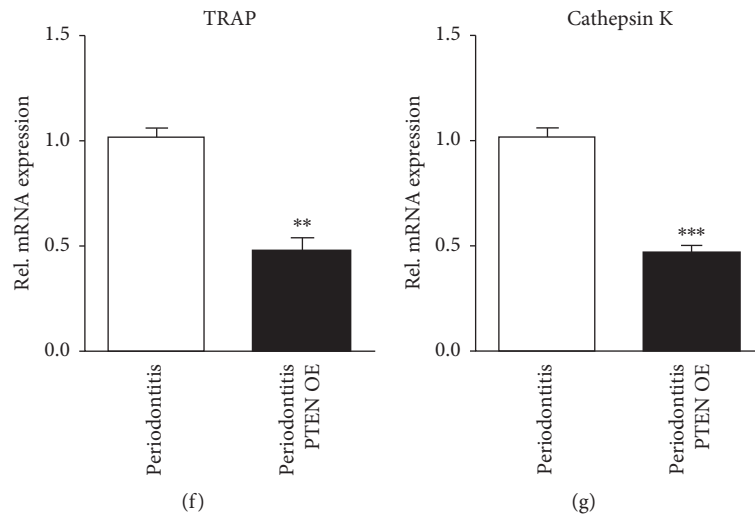 TRAP
1.5
1.0
0.5
0.0
Rel. mRNA expression
**
Periodontitis
Periodontitis
PTEN OE
(f)
Cathepsin K
1.5
1.0
0.5
0.0
Rel. mRNA expression
***
Periodontitis
Periodontitis
PTEN OE
(g)